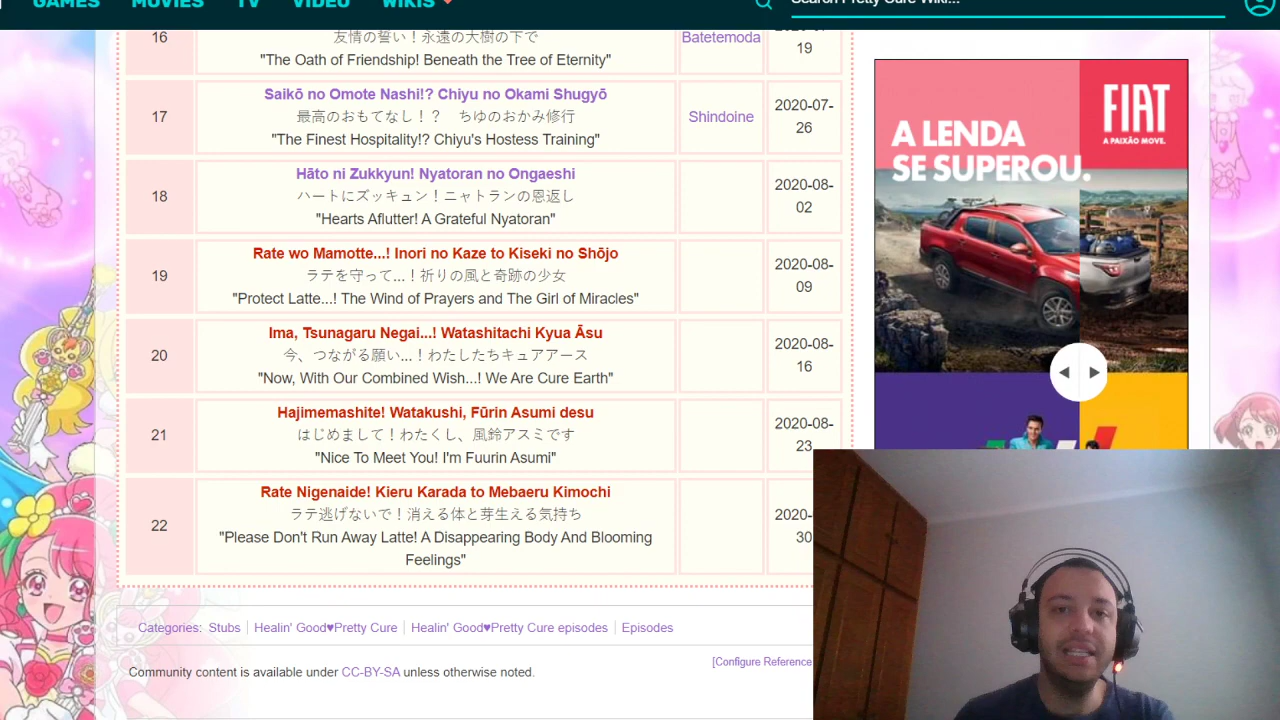 GAMES MOVIES TV VIDEO WIKIS
Search Pretty Cure Wiki...
16
友情の誓い！永遠の大樹の下で
"The Oath of Friendship! Beneath the Tree of Eternity"
Batetemoda
19
17
Saikō no Omote Nashi!? Chiyu no Okami Shugyō
最高のおもてなし！？　ちゆのおかみ修行
"The Finest Hospitality!? Chiyu's Hostess Training"
Shindoine
2020-07-
26
18
Hāto ni Zukkyun! Nyatoran no Ongaeshi
ハートにズッキュン！ニャトランの恩返し
"Hearts Aflutter! A Grateful Nyatoran"
2020-08-
02
19
Rate wo Mamotte...! Inori no Kaze to Kiseki no Shōjo
ラテを守って...！祈りの風と奇跡の少女
"Protect Latte...! The Wind of Prayers and The Girl of Miracles"
2020-08-
09
20
Ima, Tsunagaru Negai...! Watashitachi Kyua Āsu
今、つながる願い...！わたしたちキュアアース
"Now, With Our Combined Wish...! We Are Cure Earth"
2020-08-
16
21
Hajimemashite! Watakushi, Fūrin Asumi desu
はじめまして！わたくし、風鈴アスミです
"Nice To Meet You! I'm Fuurin Asumi"
2020-08-
23
22
Rate Nigenaide! Kieru Karada to Mebaeru Kimochi
ラテ逃げないで！消える体と芽生える気持ち
"Please Don't Run Away Latte! A Disappearing Body And Blooming
Feelings"
2020-
30
Categories: Stubs Healin' Good♥Pretty Cure Healin' Good♥Pretty Cure episodes Episodes
[Configure Reference
Community content is available under CC-BY-SA unless otherwise noted.
FIAT
A PAIXÃO MOVE.
A LENDA
SE SUPEROU.